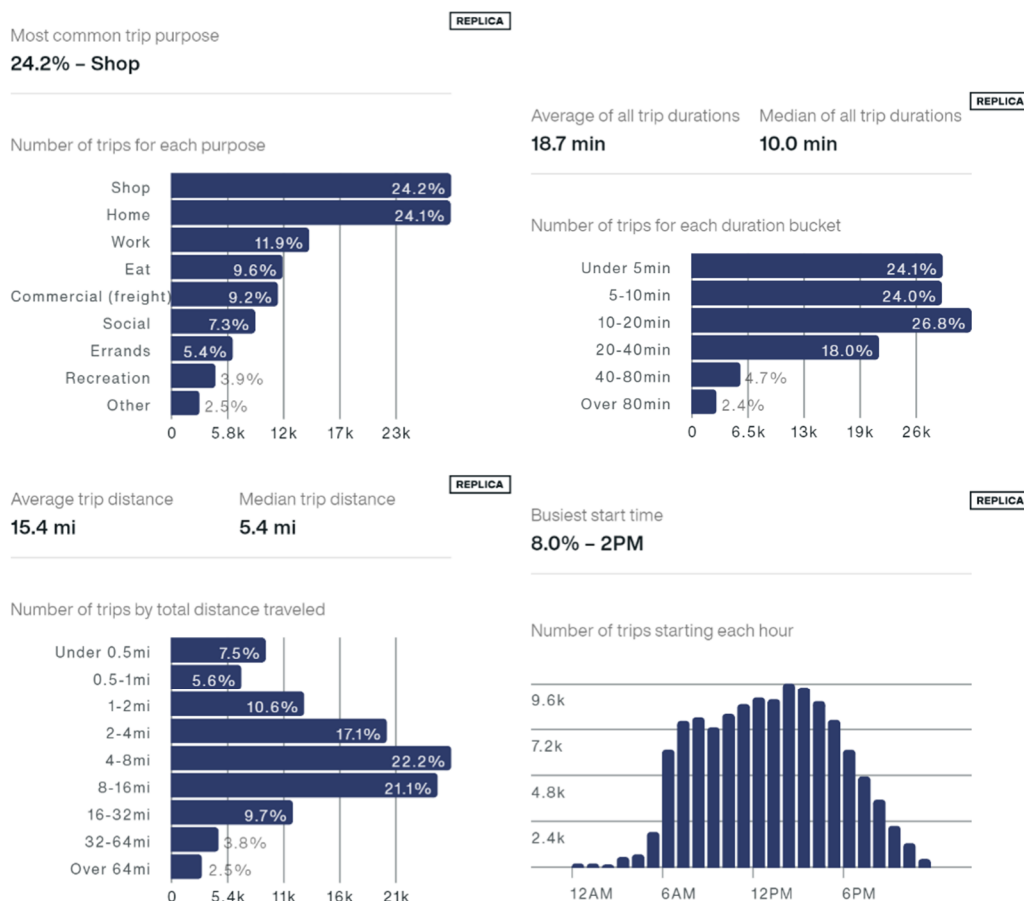 REPLICA
Most common trip purpose
24.2% – Shop
Number of trips for each purpose
Shop 24.2%
Home 24.1%
Work 11.9%
Eat 9.6%
Commercial (freight) 9.2%
Social 7.3%
Errands 5.4%
Recreation 3.9%
Other 2.5%
0 5.8k 12k 17k 23k
REPLICA
Average of all trip durations Median of all trip durations
18.7 min 10.0 min
Number of trips for each duration bucket
Under 5min 24.1%
5-10min 24.0%
10-20min 26.8%
20-40min 18.0%
40-80min 4.7%
Over 80min 2.4%
0 6.5k 13k 19k 26k
REPLICA
Average trip distance Median trip distance
15.4 mi 5.4 mi
Number of trips by total distance traveled
Under 0.5mi 7.5%
0.5-1mi 5.6%
1-2mi 10.6%
2-4mi 17.1%
4-8mi 22.2%
8-16mi 21.1%
16-32mi 9.7%
32-64mi 3.8%
Over 64mi 2.5%
0 5.4k 11k 16k 21k
REPLICA
Busiest start time
8.0% – 2PM
Number of trips starting each hour
9.6k
7.2k
4.8k
2.4k
12AM 6AM 12PM 6PM